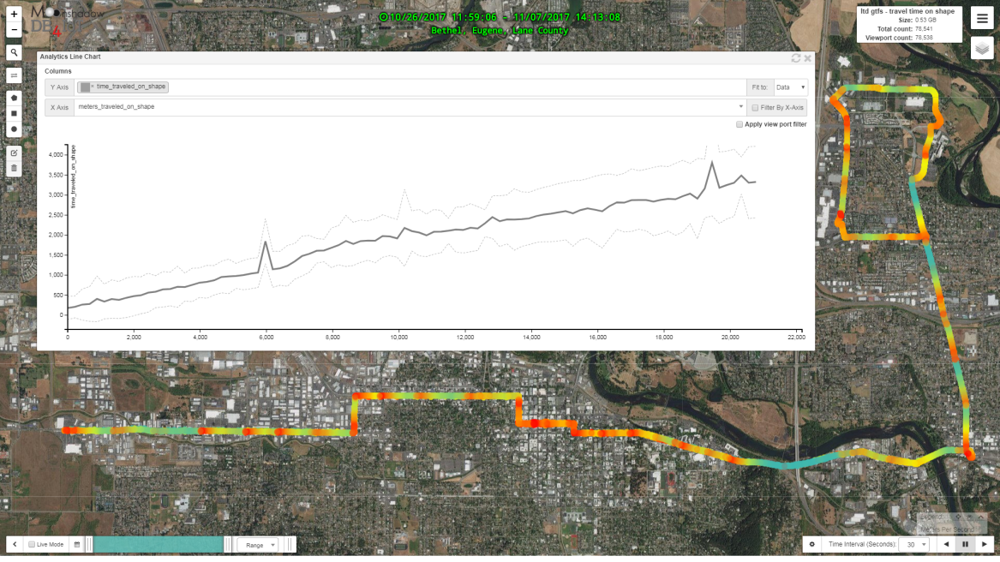 +
−
M nshadow
DB4
10/26/2017 11:59:06 - 11/07/2017 14:13:08
Bethel, Eugene, Lane County
ltd gtfs - travel time on shape
Size: 0.53 GB
Total count: 78,541
Viewport count: 78,538
Analytics Line Chart
Columns
Y Axis
× time_traveled_on_shape
Fit to:
Data
X Axis
meters_traveled_on_shape
Filter By X-Axis
Apply view port filter
time_traveled_on_shape
4,000
3,500
3,000
2,500
2,000
1,500
1,000
500
0
0 2,000 4,000 6,000 8,000 10,000 12,000 14,000 16,000 18,000 20,000 22,000
Legend
Meters Per Second
Live Mode
Range
Time Interval (Seconds):
30